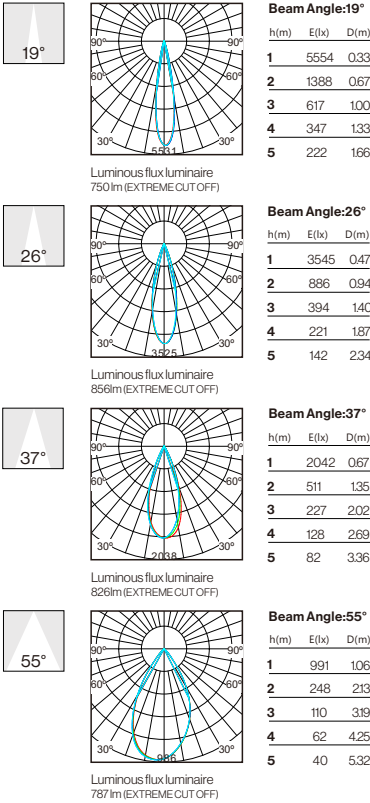 19°
90°
60°
30°
30°
5531
Luminous flux luminaire
750 lm (EXTREME CUT OFF)
Beam Angle:19°
h(m) E(lx) D(m)
1 5554 0.33
2 1388 0.67
3 617 1.00
4 347 1.33
5 222 1.66
26°
90°
90°
60°
60°
30°
30°
3525
Luminous flux luminaire
856lm (EXTREME CUT OFF)
Beam Angle:26°
h(m) E(lx) D(m)
1 3545 0.47
2 886 0.94
3 394 1.40
4 221 1.87
5 142 2.34
37°
90°
90°
60°
60°
30°
30°
2038
Luminous flux luminaire
826lm (EXTREME CUT OFF)
Beam Angle:37°
h(m) E(lx) D(m)
1 2042 0.67
2 511 1.35
3 227 2.02
4 128 2.69
5 82 3.36
55°
90°
90°
60°
60°
30°
30°
986
Luminous flux luminaire
787lm (EXTREME CUT OFF)
Beam Angle:55°
h(m) E(lx) D(m)
1 991 1.06
2 248 2.13
3 110 3.19
4 62 4.25
5 40 5.32